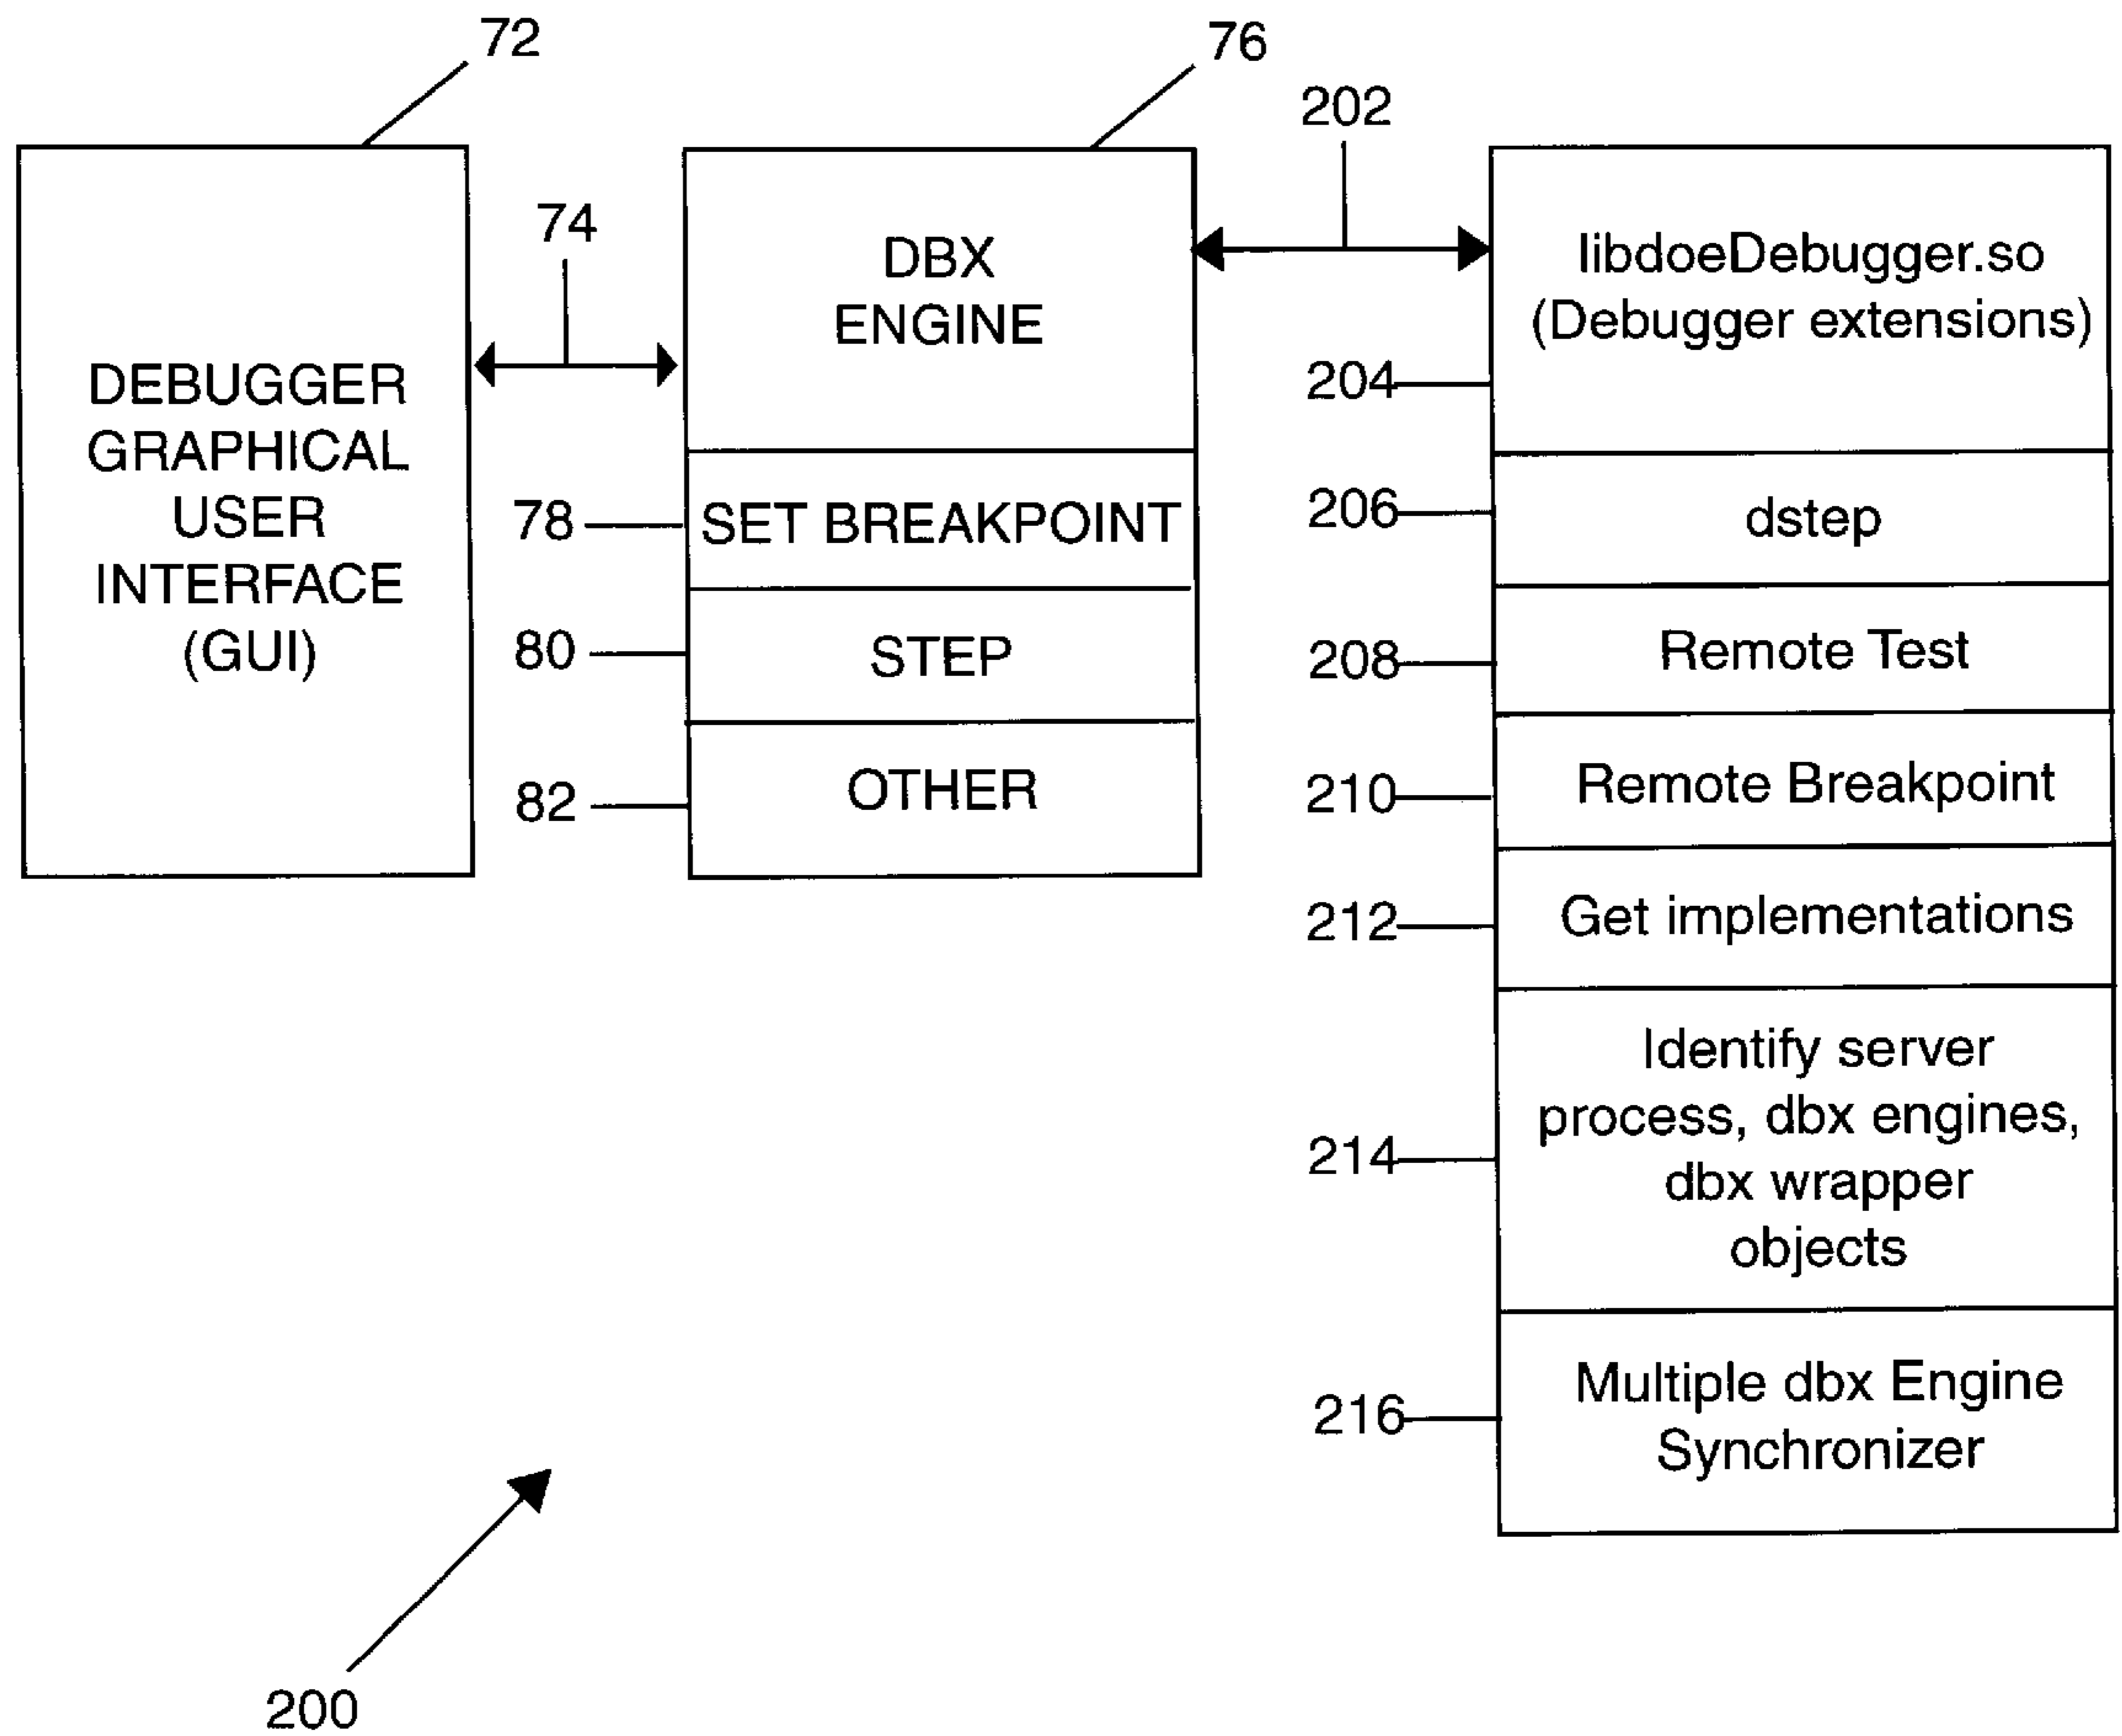 72
76
202
74
DEBUGGER
GRAPHICAL
USER
INTERFACE
(GUI)
DBX
ENGINE
78
SET BREAKPOINT
80
STEP
82
OTHER
libdoeDebugger.so
(Debugger extensions)
204
206
dstep
208
Remote Test
210
Remote Breakpoint
212
Get implementations
214
Identify server
process, dbx engines,
dbx wrapper
objects
216
Multiple dbx Engine
Synchronizer
200